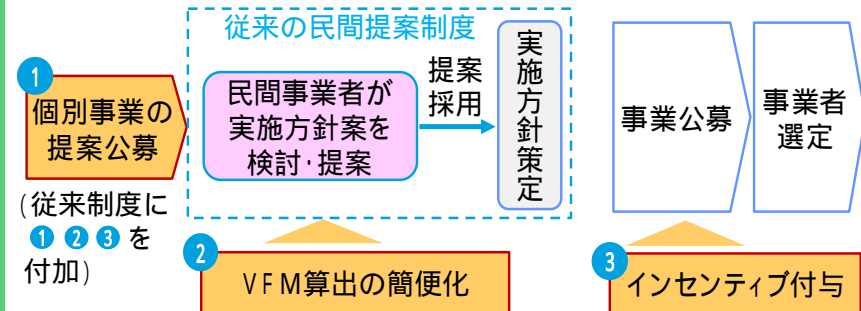 従来の民間提案制度
1
個別事業の
提案公募
(従来制度に
1 2 3 を
付加)
民間事業者が
実施方針案を
検討・提案
提案
採用
実施方針策定
事業公募
事業者
選定
2
VFM算出の簡便化
3
インセンティブ付与